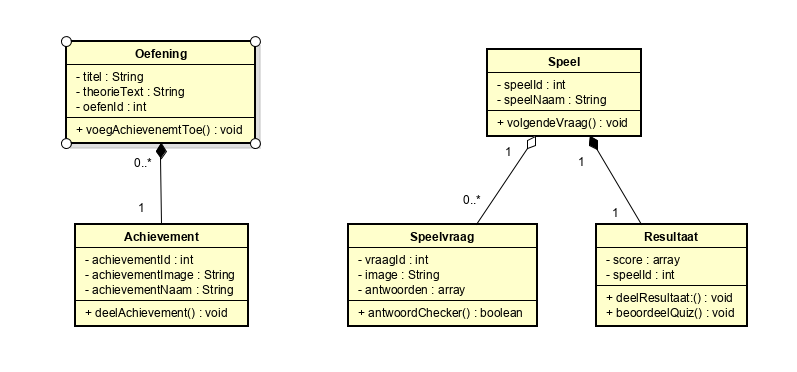 Oefening
- titel : String
- theorieText : String
- oefenId : int
+ voegAchievenemtToe() : void
0..*
1
Achievement
- achievementId : int
- achievementImage : String
- achievementNaam : String
+ deelAchievement() : void
Speel
- speelId : int
- speelNaam : String
+ volgendeVraag() : void
1
1
0..*
1
Speelvraag
- vraagId : int
- image : String
- antwoorden : array
+ antwoordChecker() : boolean
Resultaat
- score : array
- speelId : int
+ deelResultaat:() : void
+ beoordeelQuiz() : void